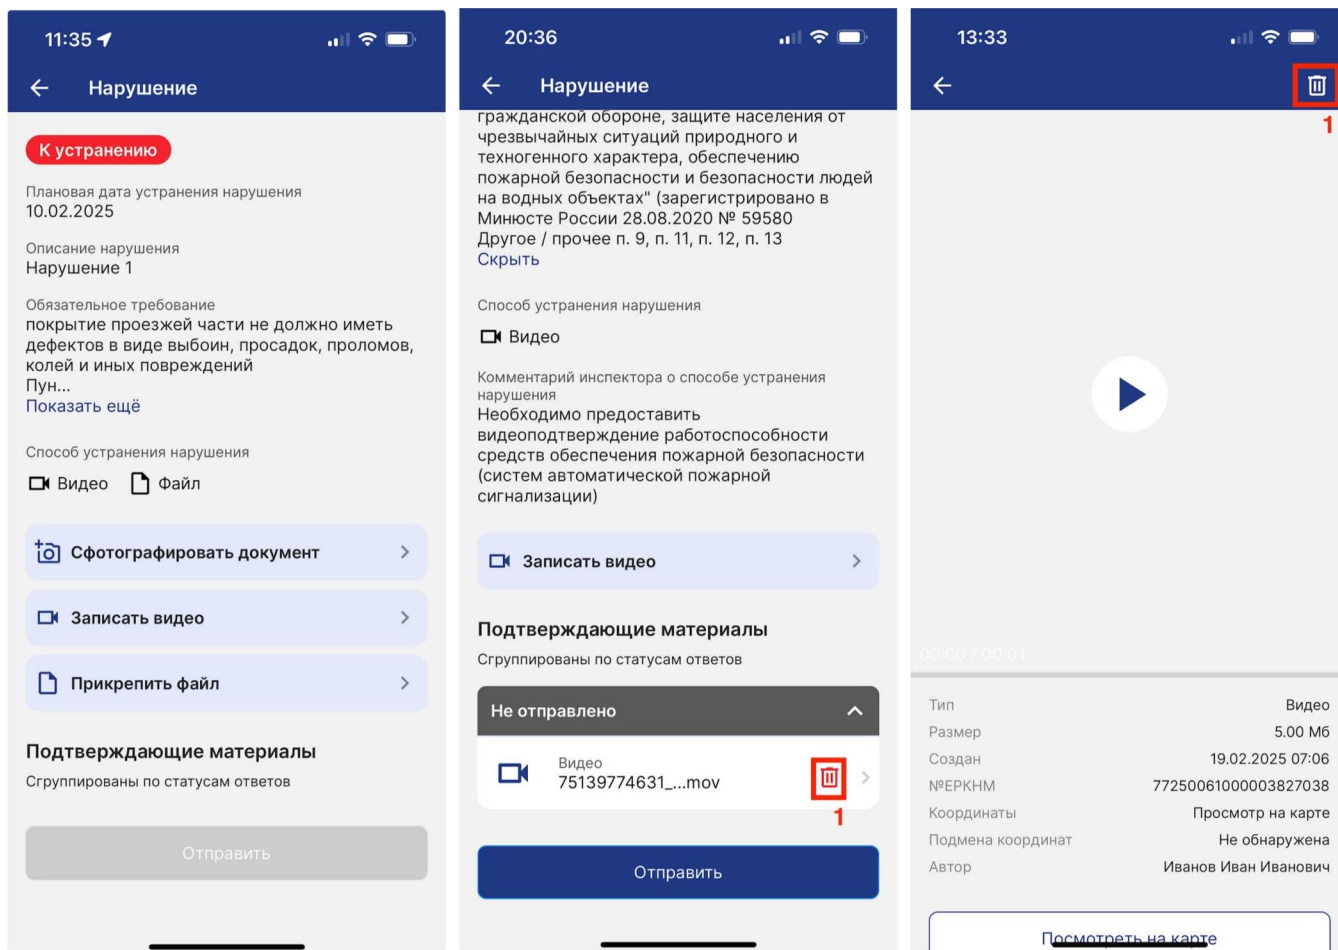 11:35
Нарушение
К устранению
Плановая дата устранения нарушения
10.02.2025
Описание нарушения
Нарушение 1
Обязательное требование
покрытие проезжей части не должно иметь
дефектов в виде выбоин, просадок, проломов,
колей и иных повреждений
Пун...
Показать ещё
Способ устранения нарушения
Видео Файл
Сфотографировать документ
Записать видео
Прикрепить файл
Подтверждающие материалы
Сгруппированы по статусам ответов
Отправить
20:36
Нарушение
гражданской обороне, защите населения от
чрезвычайных ситуаций природного и
техногенного характера, обеспечению
пожарной безопасности и безопасности людей
на водных объектах" (зарегистрировано в
Минюсте России 28.08.2020 № 59580
Другое / прочее п. 9, п. 11, п. 12, п. 13
Скрыть
Способ устранения нарушения
Видео
Комментарий инспектора о способе устранения
нарушения
Необходимо предоставить
видеоподтверждение работоспособности
средств обеспечения пожарной безопасности
(систем автоматической пожарной
сигнализации)
Записать видео
Подтверждающие материалы
Сгруппированы по статусам ответов
Не отправлено
Видео
75139774631_...mov
1
Отправить
13:33
1
00:00 / 00:01
Тип Видео
Размер 5.00 Мб
Создан 19.02.2025 07:06
№ЕРКНМ 77250061000003827038
Координаты Просмотр на карте
Подмена координат Не обнаружена
Автор Иванов Иван Иванович
Посмотреть на карте